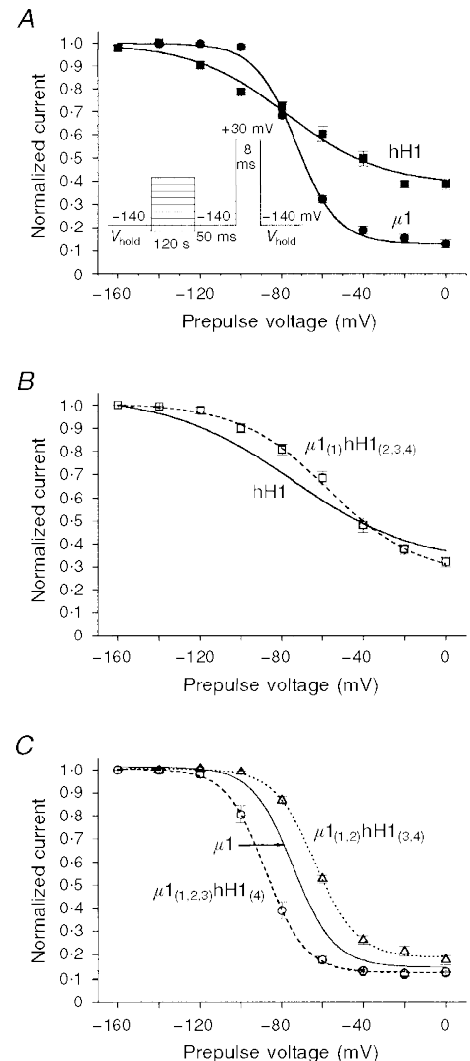 A
Normalized current
1·0
0·9
0·8
0·7
0·6
0·5
0·4
0·3
0·2
0·1
0
+30 mV
8
ms
−140
−140
−140 mV
V hold
120 s
50 ms
V hold
hH1
μ1
−160
−120
−80
−40
0
Prepulse voltage (mV)
B
Normalized current
1·0
0·9
0·8
0·7
0·6
0·5
0·4
0·3
0·2
0·1
0
μ1(1)hH1(2,3,4)
hH1
−160
−120
−80
−40
0
Prepulse voltage (mV)
C
Normalized current
1·0
0·9
0·8
0·7
0·6
0·5
0·4
0·3
0·2
0·1
0
μ1
μ1(1,2)hH1(3,4)
μ1(1,2,3)hH1(4)
−160
−120
−80
−40
0
Prepulse voltage (mV)